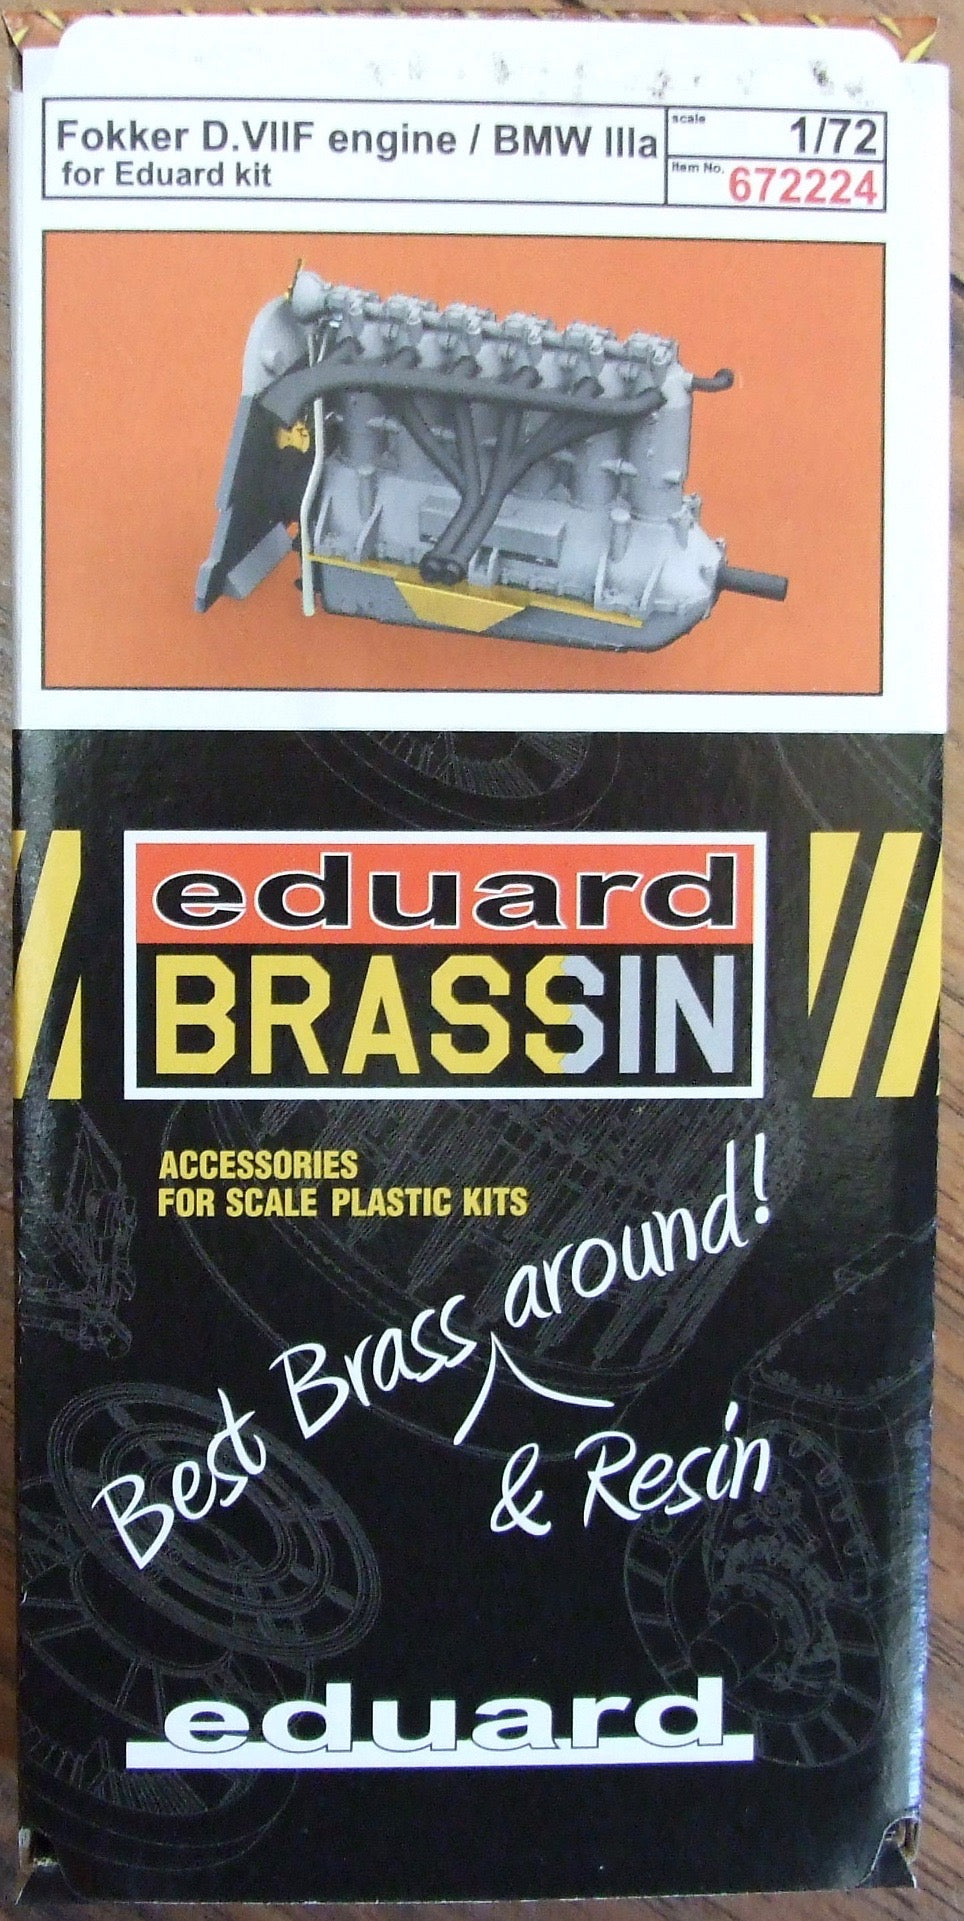 Fokker D.VIIF engine / BMW IIIa
for Eduard kit
scale
1/72
Item No.
672224
eduard
BRASSIN
ACCESSORIES
FOR SCALE PLASTIC KITS
Best Brass around!
& Resin
eduard